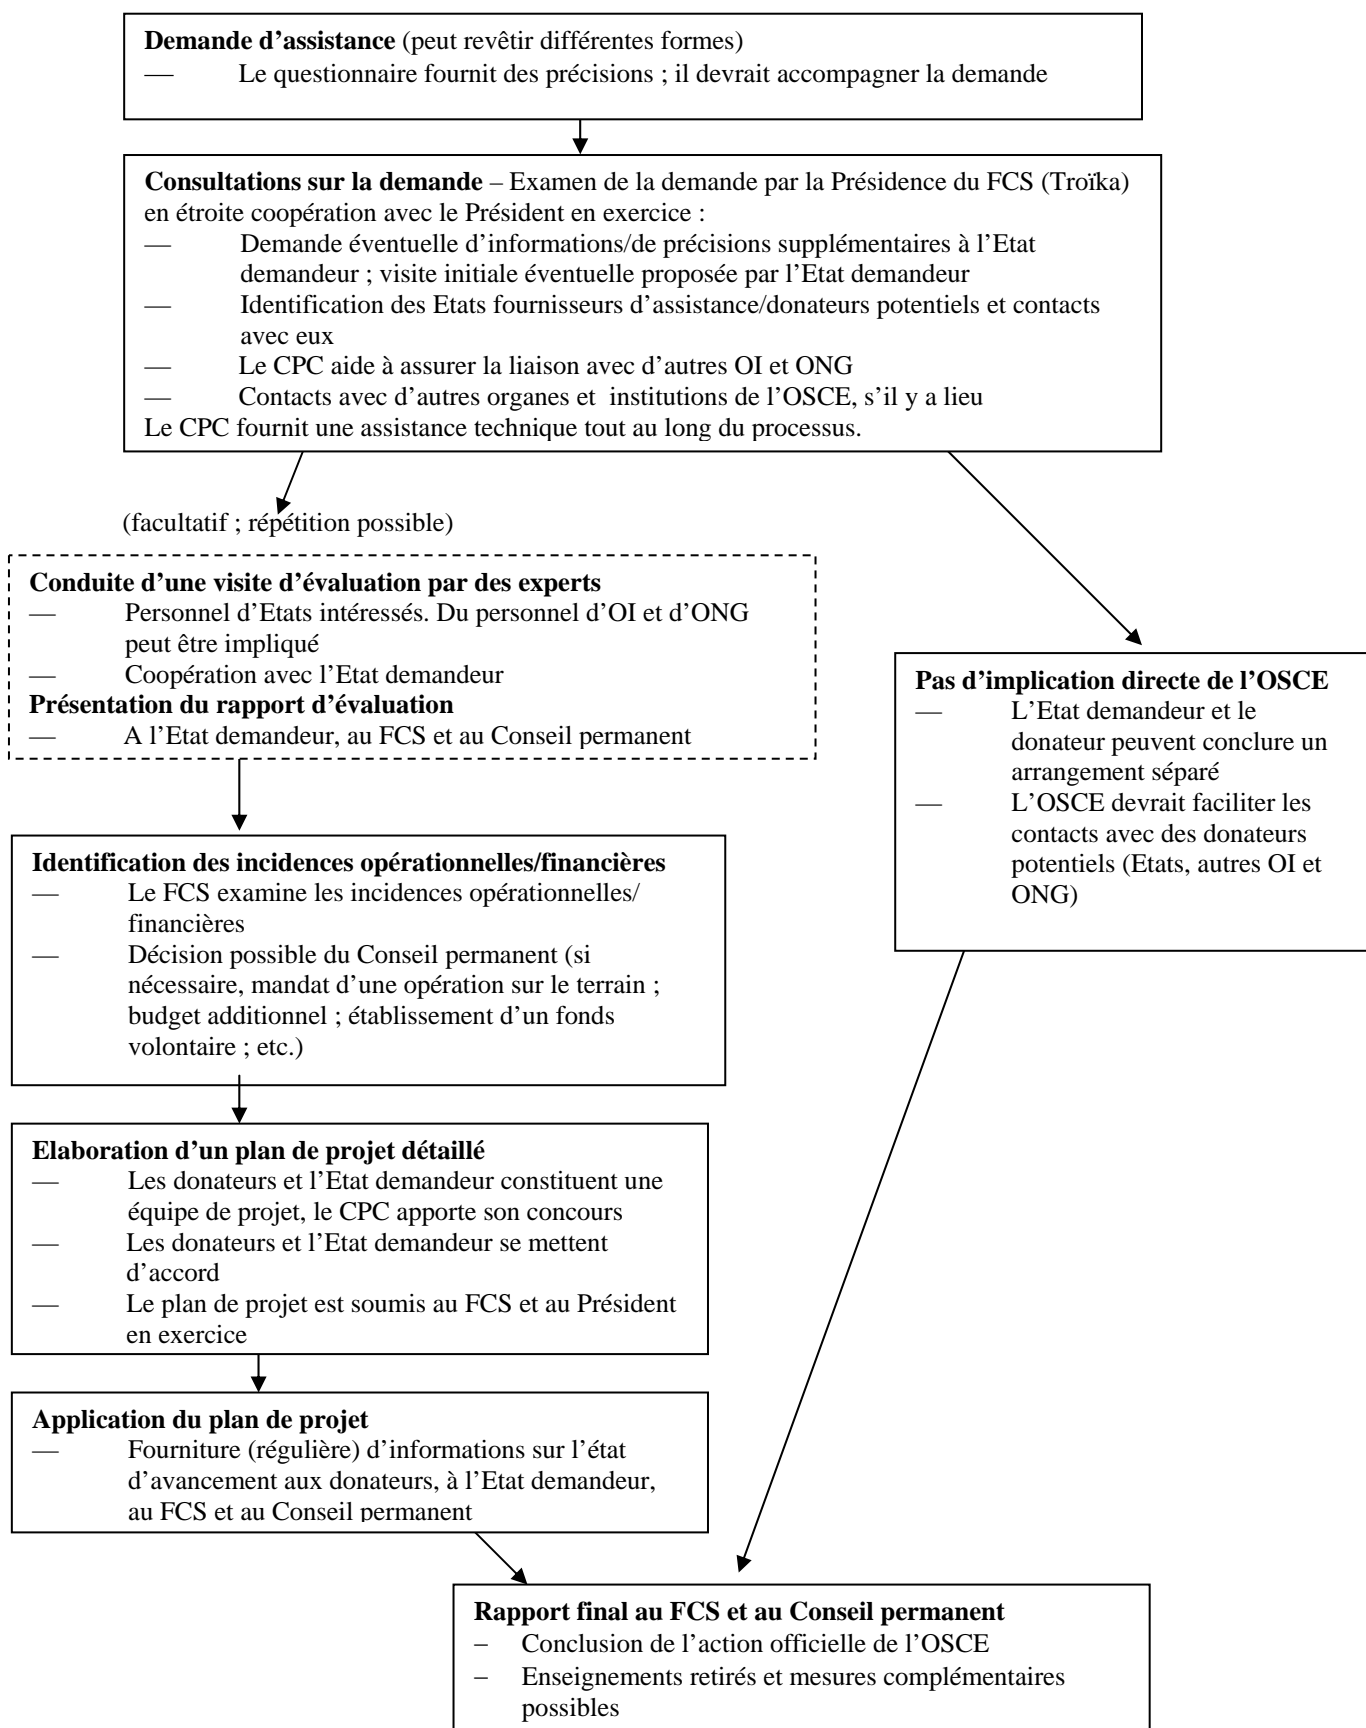 Demande d’assistance (peut revêtir différentes formes)
— Le questionnaire fournit des précisions ; il devrait accompagner la demande
Consultations sur la demande – Examen de la demande par la Présidence du FCS (Troïka)
en étroite coopération avec le Président en exercice :
— Demande éventuelle d’informations/de précisions supplémentaires à l’Etat
demandeur ; visite initiale éventuelle proposée par l’Etat demandeur
— Identification des Etats fournisseurs d’assistance/donateurs potentiels et contacts
avec eux
— Le CPC aide à assurer la liaison avec d’autres OI et ONG
— Contacts avec d’autres organes et institutions de l’OSCE, s’il y a lieu
Le CPC fournit une assistance technique tout au long du processus.
(facultatif ; répétition possible)
Conduite d’une visite d’évaluation par des experts
— Personnel d’Etats intéressés. Du personnel d’OI et d’ONG
peut être impliqué
— Coopération avec l’Etat demandeur
Présentation du rapport d’évaluation
— A l’Etat demandeur, au FCS et au Conseil permanent
Pas d’implication directe de l’OSCE
— L’Etat demandeur et le
donateur peuvent conclure un
arrangement séparé
— L’OSCE devrait faciliter les
contacts avec des donateurs
potentiels (Etats, autres OI et
ONG)
Identification des incidences opérationnelles/financières
— Le FCS examine les incidences opérationnelles/
financières
— Décision possible du Conseil permanent (si
nécessaire, mandat d’une opération sur le terrain ;
budget additionnel ; établissement d’un fonds
volontaire ; etc.)
Elaboration d’un plan de projet détaillé
— Les donateurs et l’Etat demandeur constituent une
équipe de projet, le CPC apporte son concours
— Les donateurs et l’Etat demandeur se mettent
d’accord
— Le plan de projet est soumis au FCS et au Président
en exercice
Application du plan de projet
— Fourniture (régulière) d’informations sur l’état
d’avancement aux donateurs, à l’Etat demandeur,
au FCS et au Conseil permanent
Rapport final au FCS et au Conseil permanent
– Conclusion de l’action officielle de l’OSCE
– Enseignements retirés et mesures complémentaires
possibles